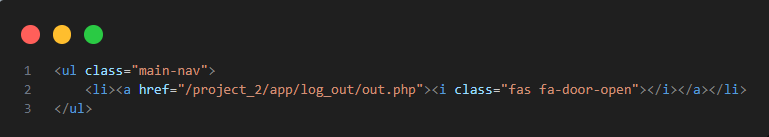 1 <ul class="main-nav">
2     <li><a href="/project_2/app/log_out/out.php"><i class="fas fa-door-open"></i></a></li>
3 </ul>